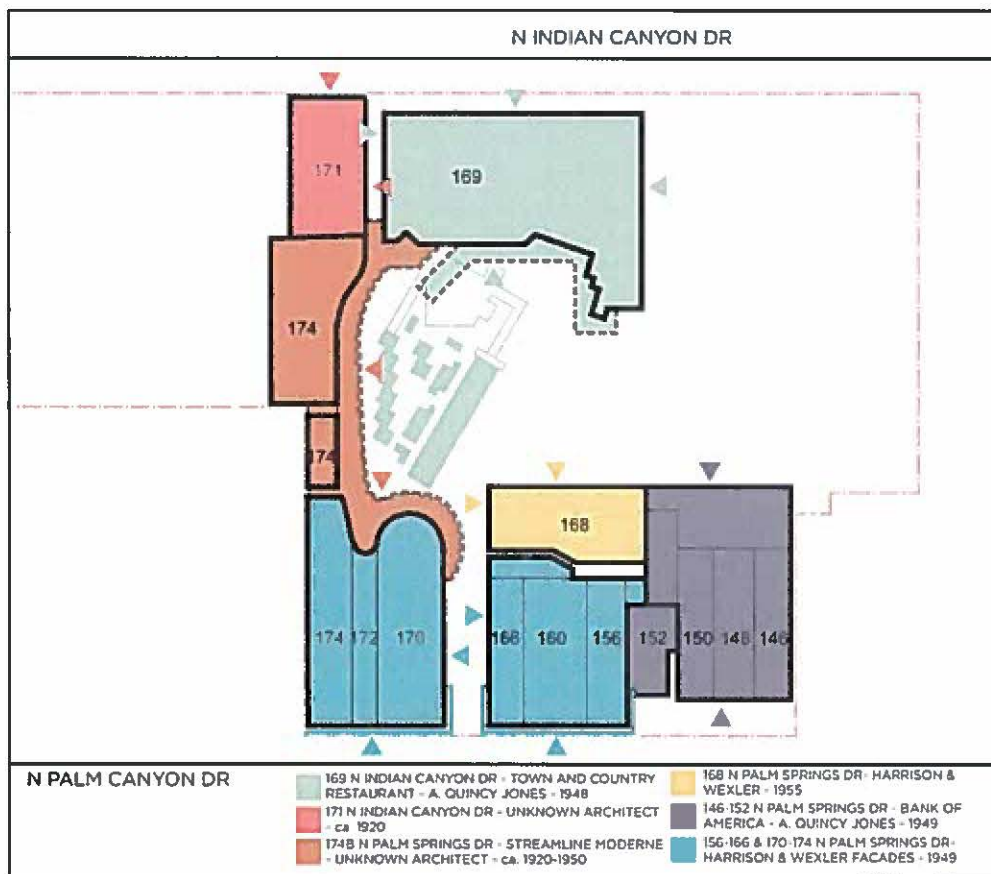 N INDIAN CANYON DR
171
169
174
174
168
174 172 170
166 160 156 152 150 148 146
N PALM CANYON DR
169 N INDIAN CANYON DR - TOWN AND COUNTRY
RESTAURANT - A. QUINCY JONES - 1948
171 N INDIAN CANYON DR - UNKNOWN ARCHITECT
- ca. 1920
174B N PALM SPRINGS DR - STREAMLINE MODERNE
- UNKNOWN ARCHITECT - ca. 1920-1950
168 N PALM SPRINGS DR- HARRISON &
WEXLER - 1955
146-152 N PALM SPRINGS DR - BANK OF
AMERICA - A. QUINCY JONES - 1949
156-166 & 170-174 N PALM SPRINGS DR-
HARRISON & WEXLER FACADES - 1949